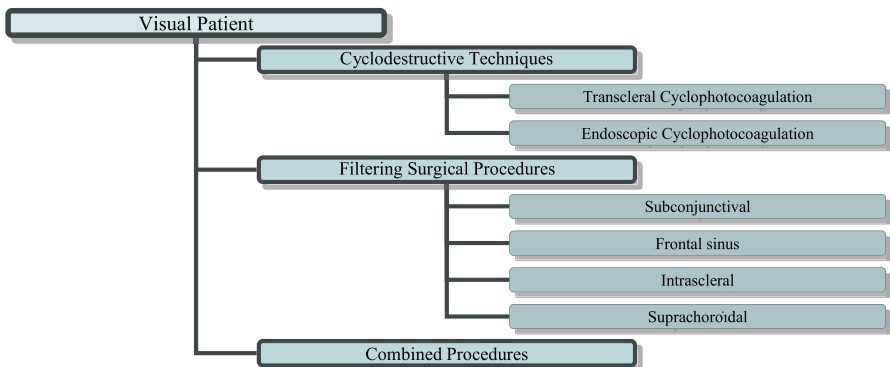 Visual Patient
Cyclodestructive Techniques
Transcleral Cyclophotocoagulation
Endoscopic Cyclophotocoagulation
Filtering Surgical Procedures
Subconjunctival
Frontal sinus
Intrascleral
Suprachoroidal
Combined Procedures